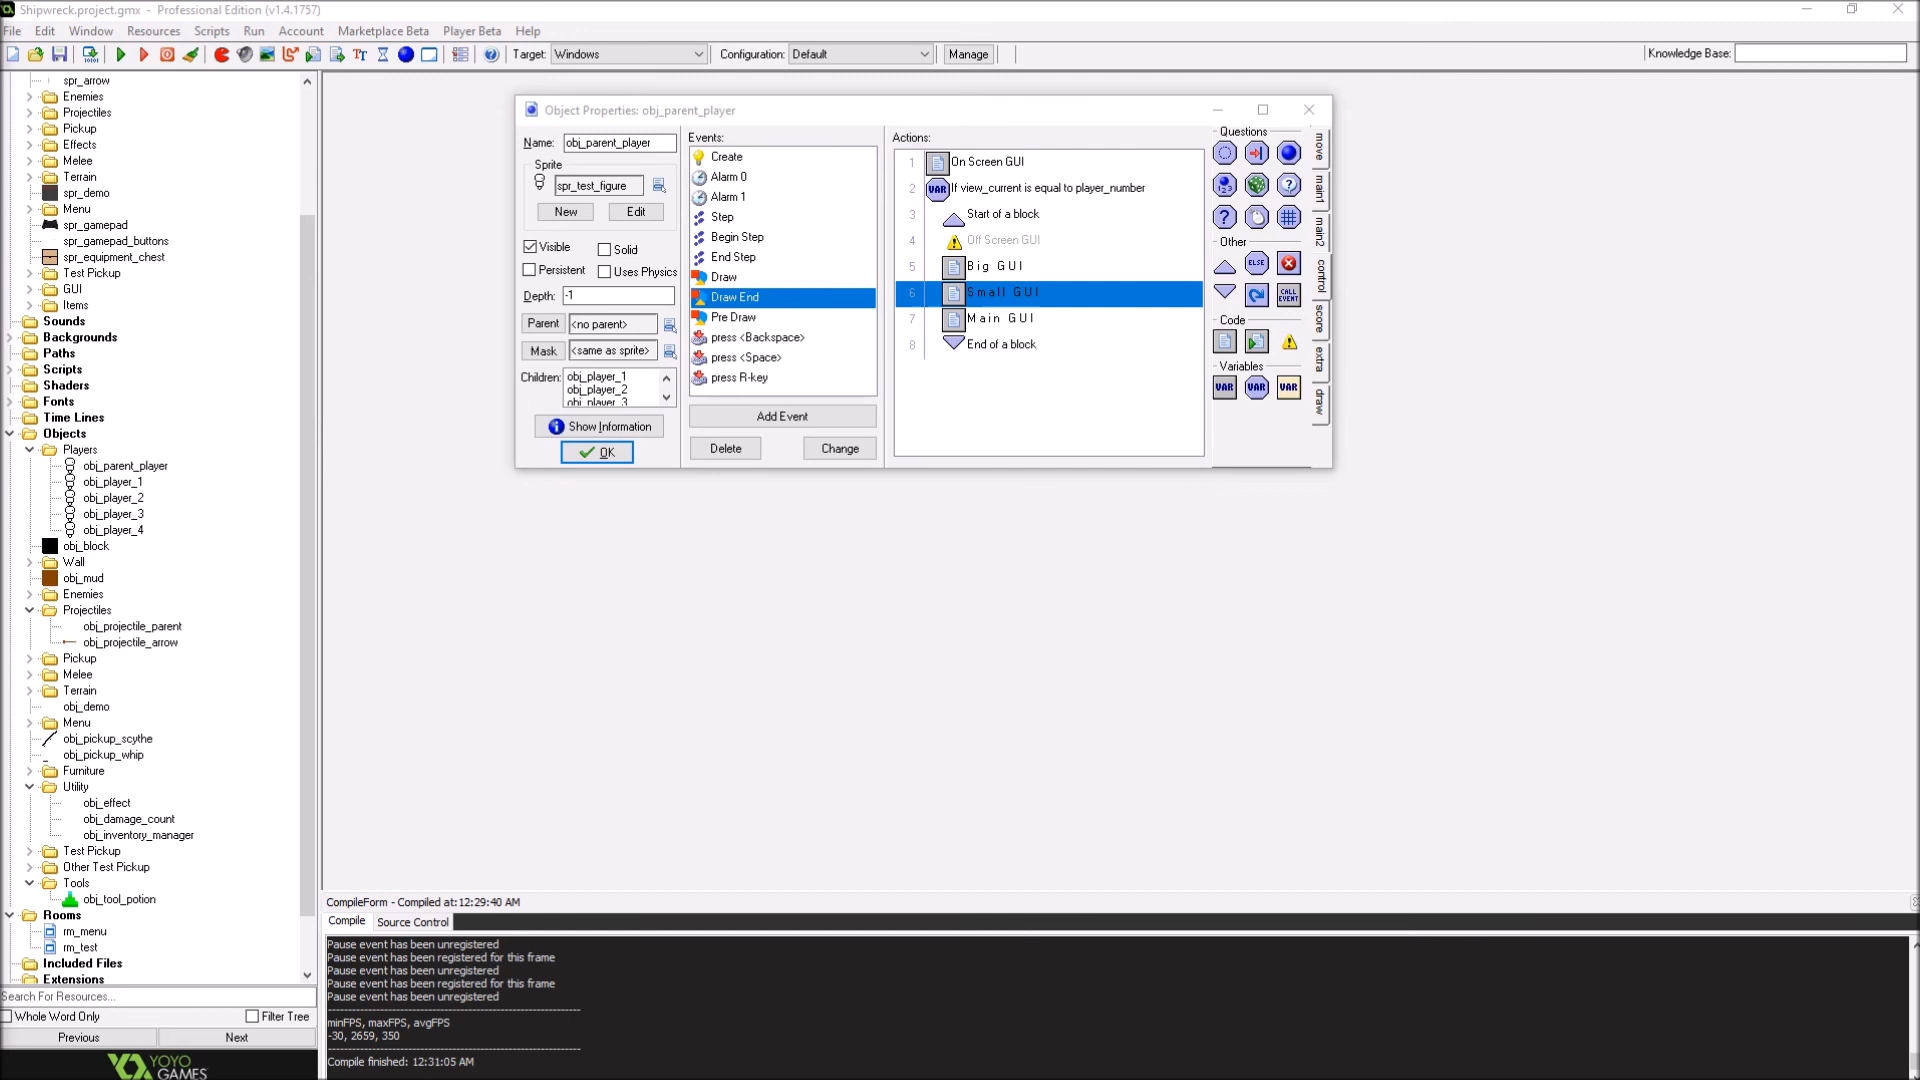 Shipwreck.project.gmx - Professional Edition (v1.4.1757)
File Edit Window Resources Scripts Run Account Marketplace Beta Player Beta Help
Target: Windows Configuration: Default Manage Knowledge Base:
spr_arrow
Enemies
Projectiles
Pickup
Effects
Melee
Terrain
spr_demo
Menu
spr_gamepad
spr_gamepad_buttons
spr_equipment_chest
Test Pickup
GUI
Items
Sounds
Backgrounds
Paths
Scripts
Shaders
Fonts
Time Lines
Objects
Players
obj_parent_player
obj_player_1
obj_player_2
obj_player_3
obj_player_4
obj_block
Wall
obj_mud
Enemies
Projectiles
obj_projectile_parent
obj_projectile_arrow
Pickup
Melee
Terrain
obj_demo
Menu
obj_pickup_scythe
obj_pickup_whip
Furniture
Utility
obj_effect
obj_damage_count
obj_inventory_manager
Test Pickup
Other Test Pickup
Tools
obj_tool_potion
Rooms
rm_menu
rm_test
Included Files
Extensions
Search For Resources...
Whole Word Only Filter Tree
Previous Next
YOYO
GAMES
Object Properties: obj_parent_player
Name: obj_parent_player
Sprite
spr_test_figure
New Edit
Visible Solid
Persistent Uses Physics
Depth: -1
Parent <no parent>
Mask <same as sprite>
Children: obj_player_1
obj_player_2
obj_player_3
Show Information
OK
Events:
Create
Alarm 0
Alarm 1
Step
Begin Step
End Step
Draw
Draw End
Pre Draw
press <Backspace>
press <Space>
press R-key
Add Event
Delete Change
Actions:
1 On Screen GUI
2 VAR If view_current is equal to player_number
3 Start of a block
4 Off Screen GUI
5 Big GUI
6 Small GUI
7 Main GUI
8 End of a block
Questions
Other
ELSE
CALL EVENT
Code
Variables
VAR VAR VAR
move
main1
main2
control
score
extra
draw
CompileForm - Compiled at: 12:29:40 AM
Compile Source Control
Pause event has been unregistered
Pause event has been registered for this frame
Pause event has been unregistered
Pause event has been registered for this frame
Pause event has been unregistered
minFPS, maxFPS, avgFPS
-30, 2659, 350
Compile finished: 12:31:05 AM